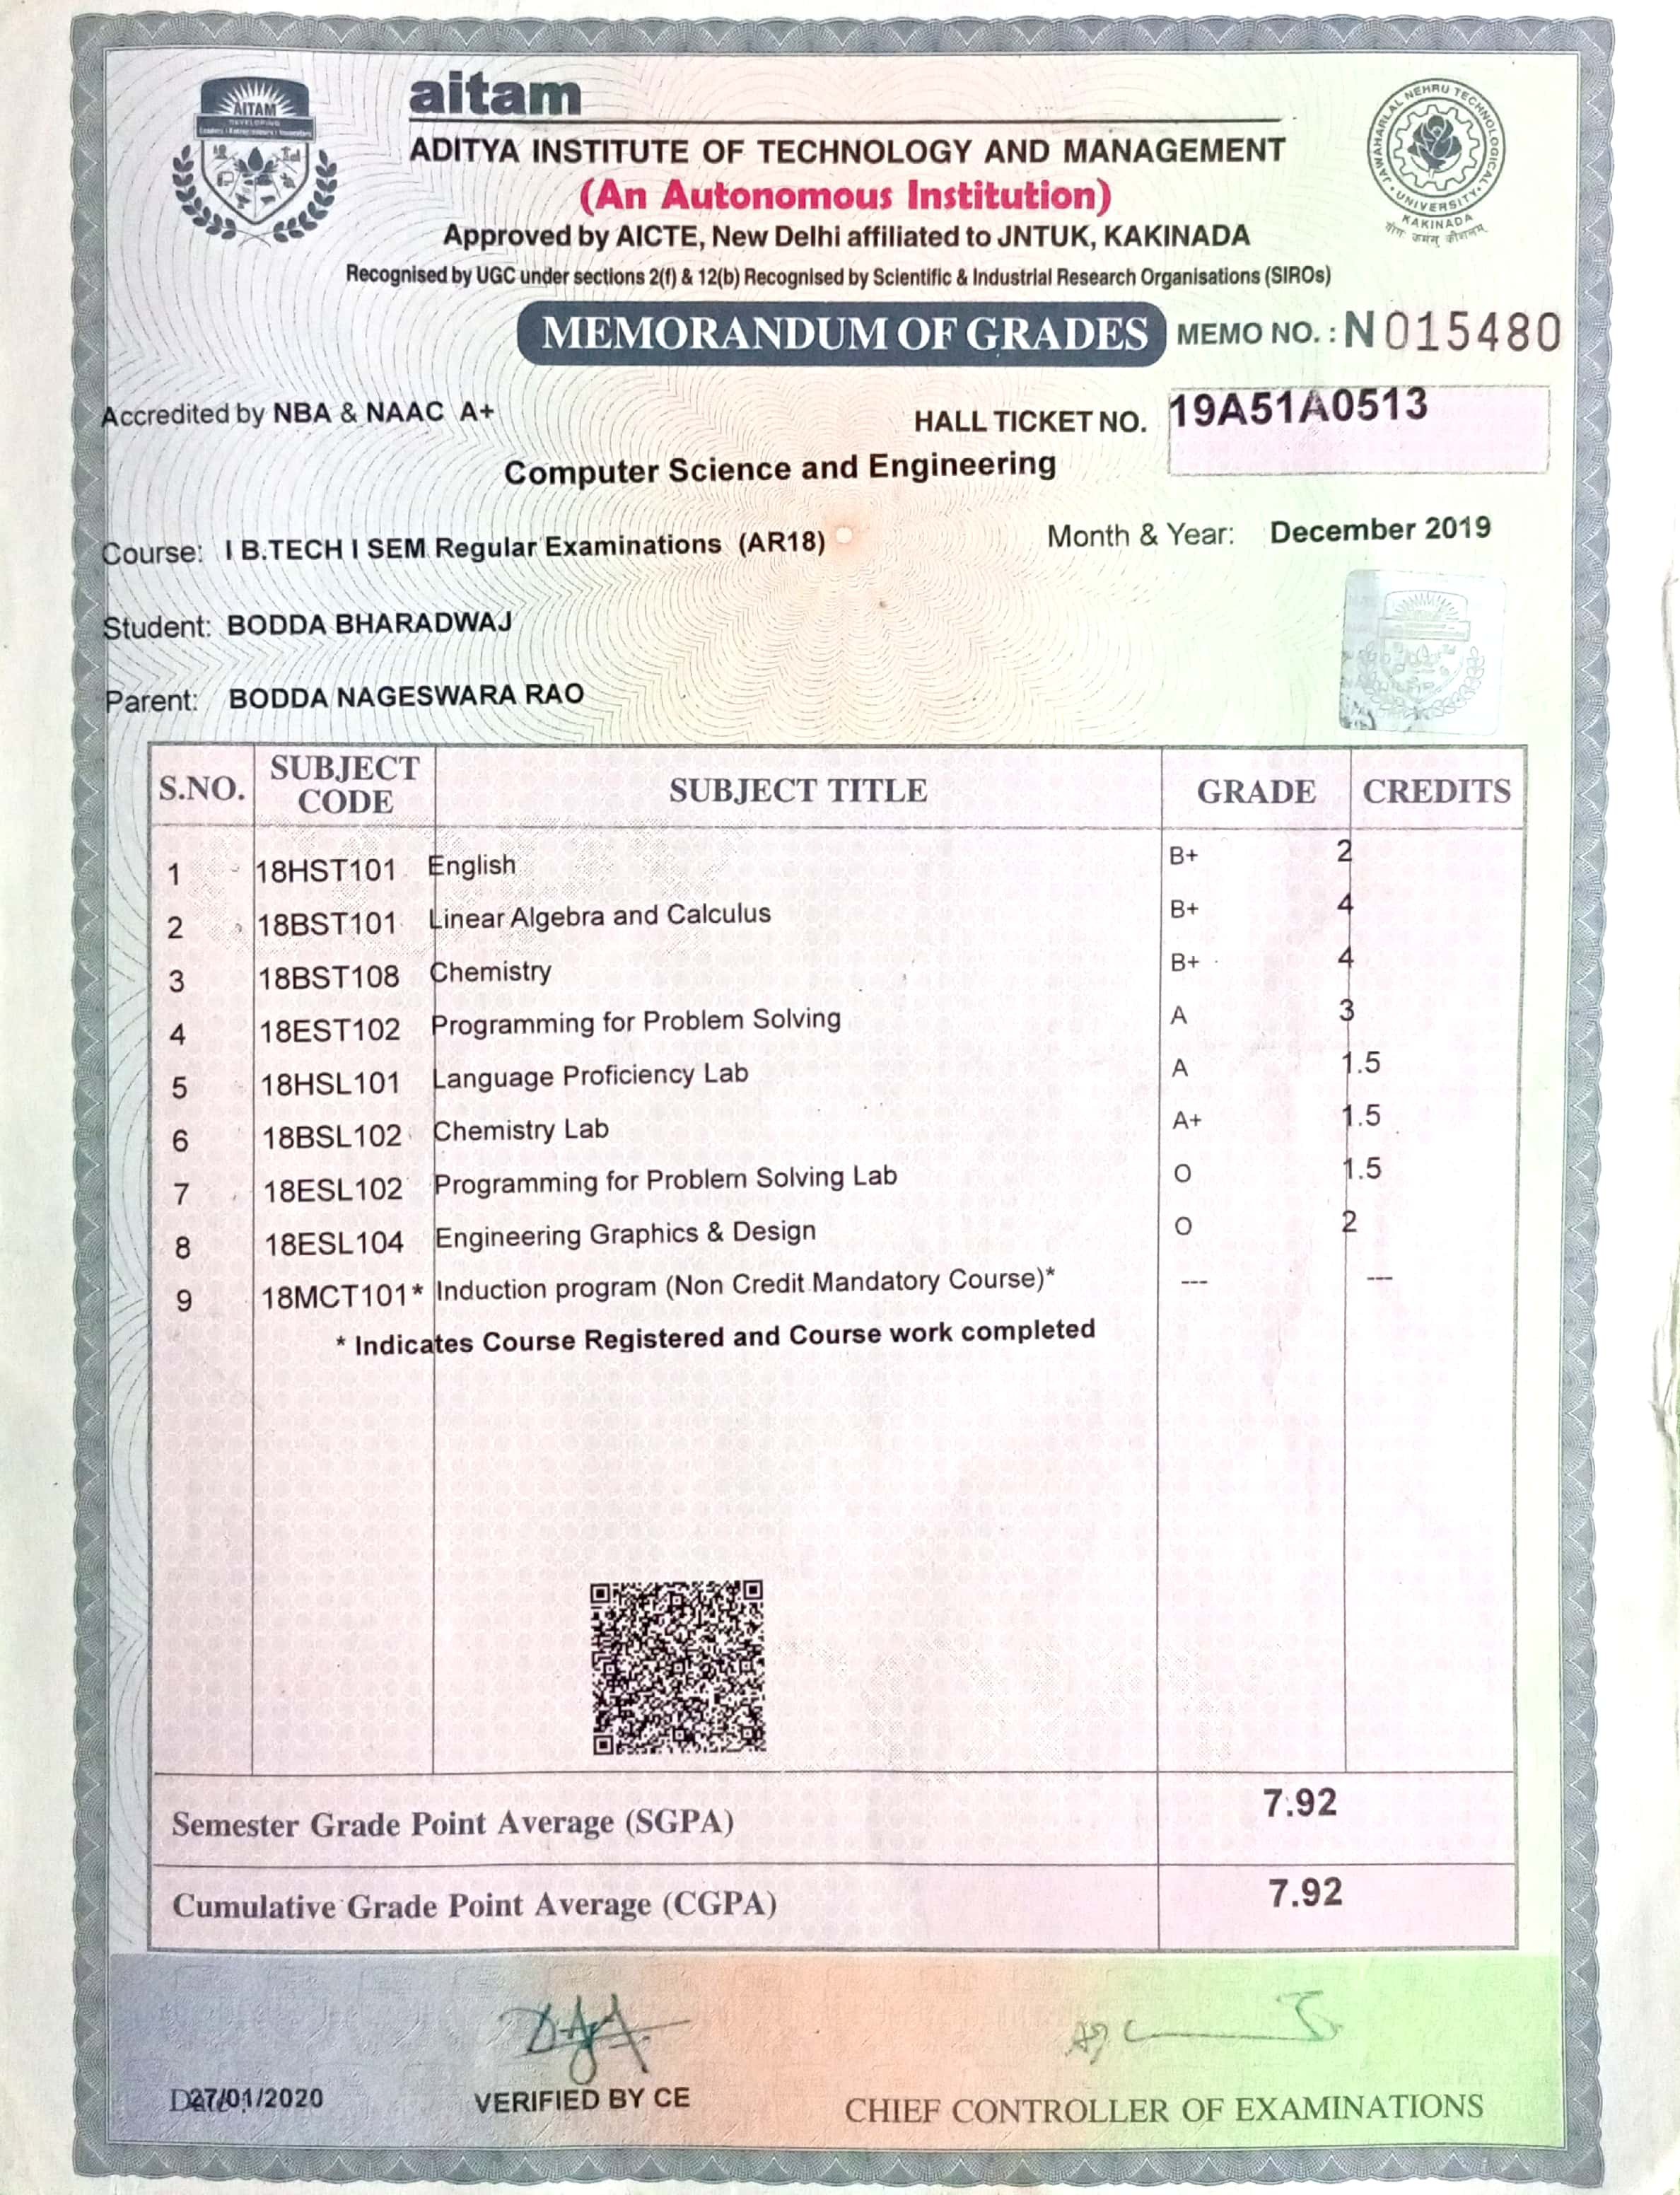 AITAM
DEVELOPING
Leaders • Entrepreneurs • Innovators
aitam
ADITYA INSTITUTE OF TECHNOLOGY AND MANAGEMENT
(An Autonomous Institution)
Approved by AICTE, New Delhi affiliated to JNTUK, KAKINADA
Recognised by UGC under sections 2(f) & 12(b) Recognised by Scientific & Industrial Research Organisations (SIROs)
JAWAHARLAL NEHRU TECHNOLOGICAL UNIVERSITY
KAKINADA
MEMORANDUM OF GRADES MEMO NO. : N 015480
Accredited by NBA & NAAC A+ HALL TICKET NO. 19A51A0513
Computer Science and Engineering
Course: I B.TECH I SEM Regular Examinations (AR18) Month & Year: December 2019
Student: BODDA BHARADWAJ
Parent: BODDA NAGESWARA RAO
S.NO. SUBJECT CODE SUBJECT TITLE GRADE CREDITS
1 18HST101 English B+ 2
2 18BST101 Linear Algebra and Calculus B+ 4
3 18BST108 Chemistry B+ 4
4 18EST102 Programming for Problem Solving A 3
5 18HSL101 Language Proficiency Lab A 1.5
6 18BSL102 Chemistry Lab A+ 1.5
7 18ESL102 Programming for Problem Solving Lab O 1.5
8 18ESL104 Engineering Graphics & Design O 2
9 18MCT101* Induction program (Non Credit Mandatory Course)* --- ---
* Indicates Course Registered and Course work completed
Semester Grade Point Average (SGPA) 7.92
Cumulative Grade Point Average (CGPA) 7.92
27/01/2020 VERIFIED BY CE CHIEF CONTROLLER OF EXAMINATIONS